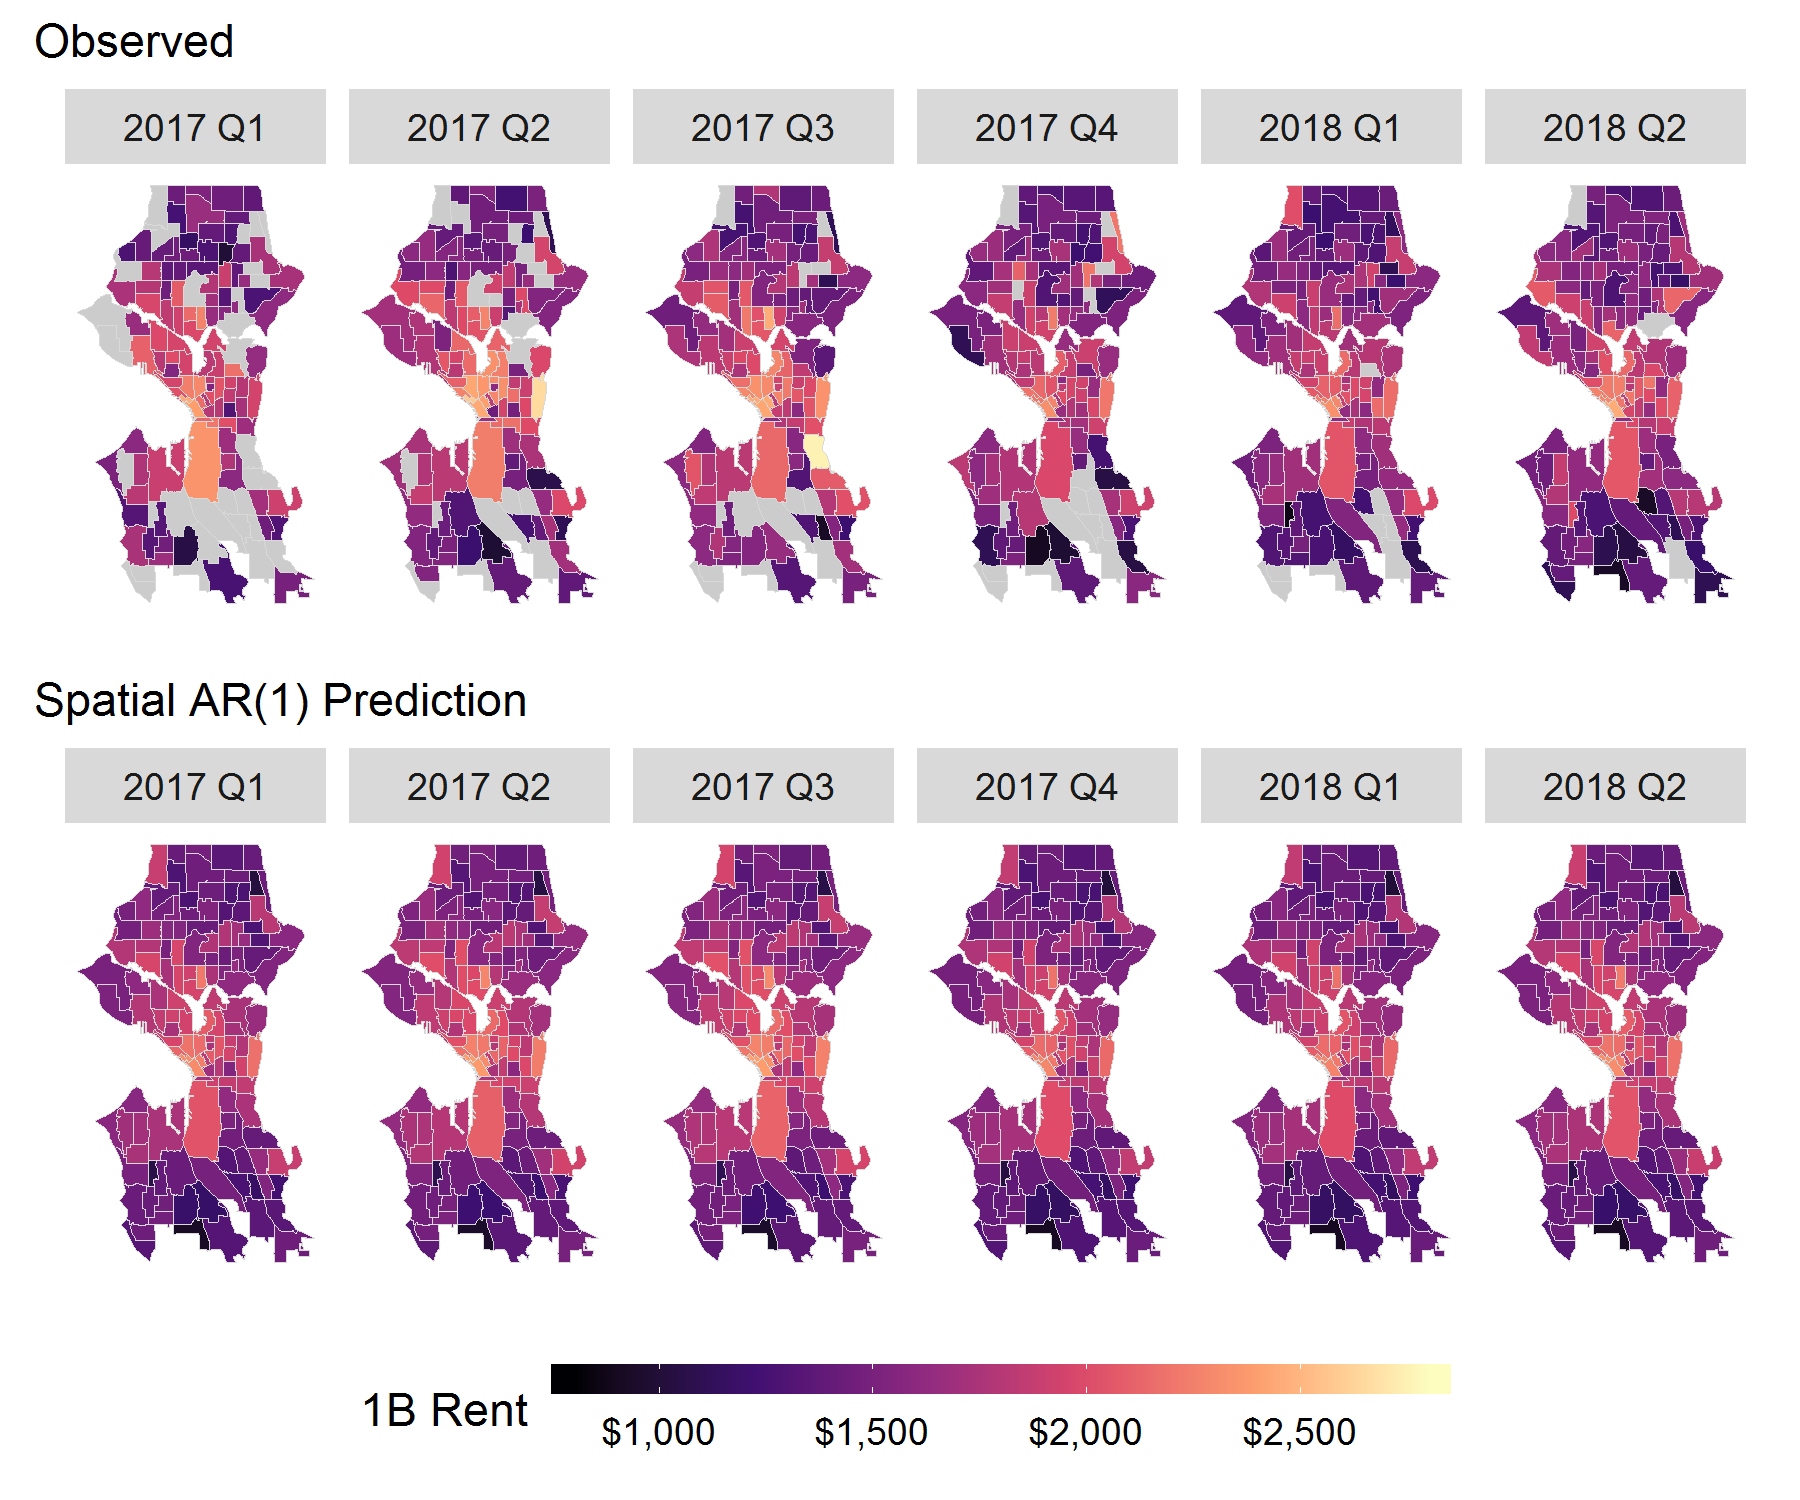 Observed
2017 Q1 2017 Q2 2017 Q3 2017 Q4 2018 Q1 2018 Q2
Spatial AR(1) Prediction
2017 Q1 2017 Q2 2017 Q3 2017 Q4 2018 Q1 2018 Q2
1B Rent
$1,000 $1,500 $2,000 $2,500